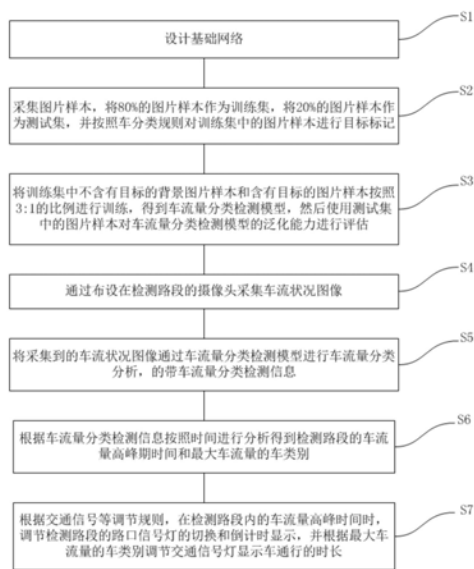 S1
设计基础网络
S2
采集图片样本，将80%的图片样本作为训练集，将20%的图片样本作
为测试集，并按照车分类规则对训练集中的图片样本进行目标标记
S3
将训练集中不含有目标的背景图片样本和含有目标的图片样本按照
3:1的比例进行训练，得到车流量分类检测模型，然后使用测试集
中的图片样本对车流量分类检测模型的泛化能力进行评估
S4
通过布设在检测路段的摄像头采集车流状况图像
S5
将采集到的车流状况图像通过车流量分类检测模型进行车流量分类
分析，的带车流量分类检测信息
S6
根据车流量分类检测信息按照时间进行分析得到检测路段的车流
量高峰期时间和最大车流量的车类别
S7
根据交通信号等调节规则，在检测路段内的车流量高峰时间时，
调节检测路段的路口信号灯的切换和倒计时显示，并根据最大
车流量的车类别调节交通信号灯显示车通行的时长